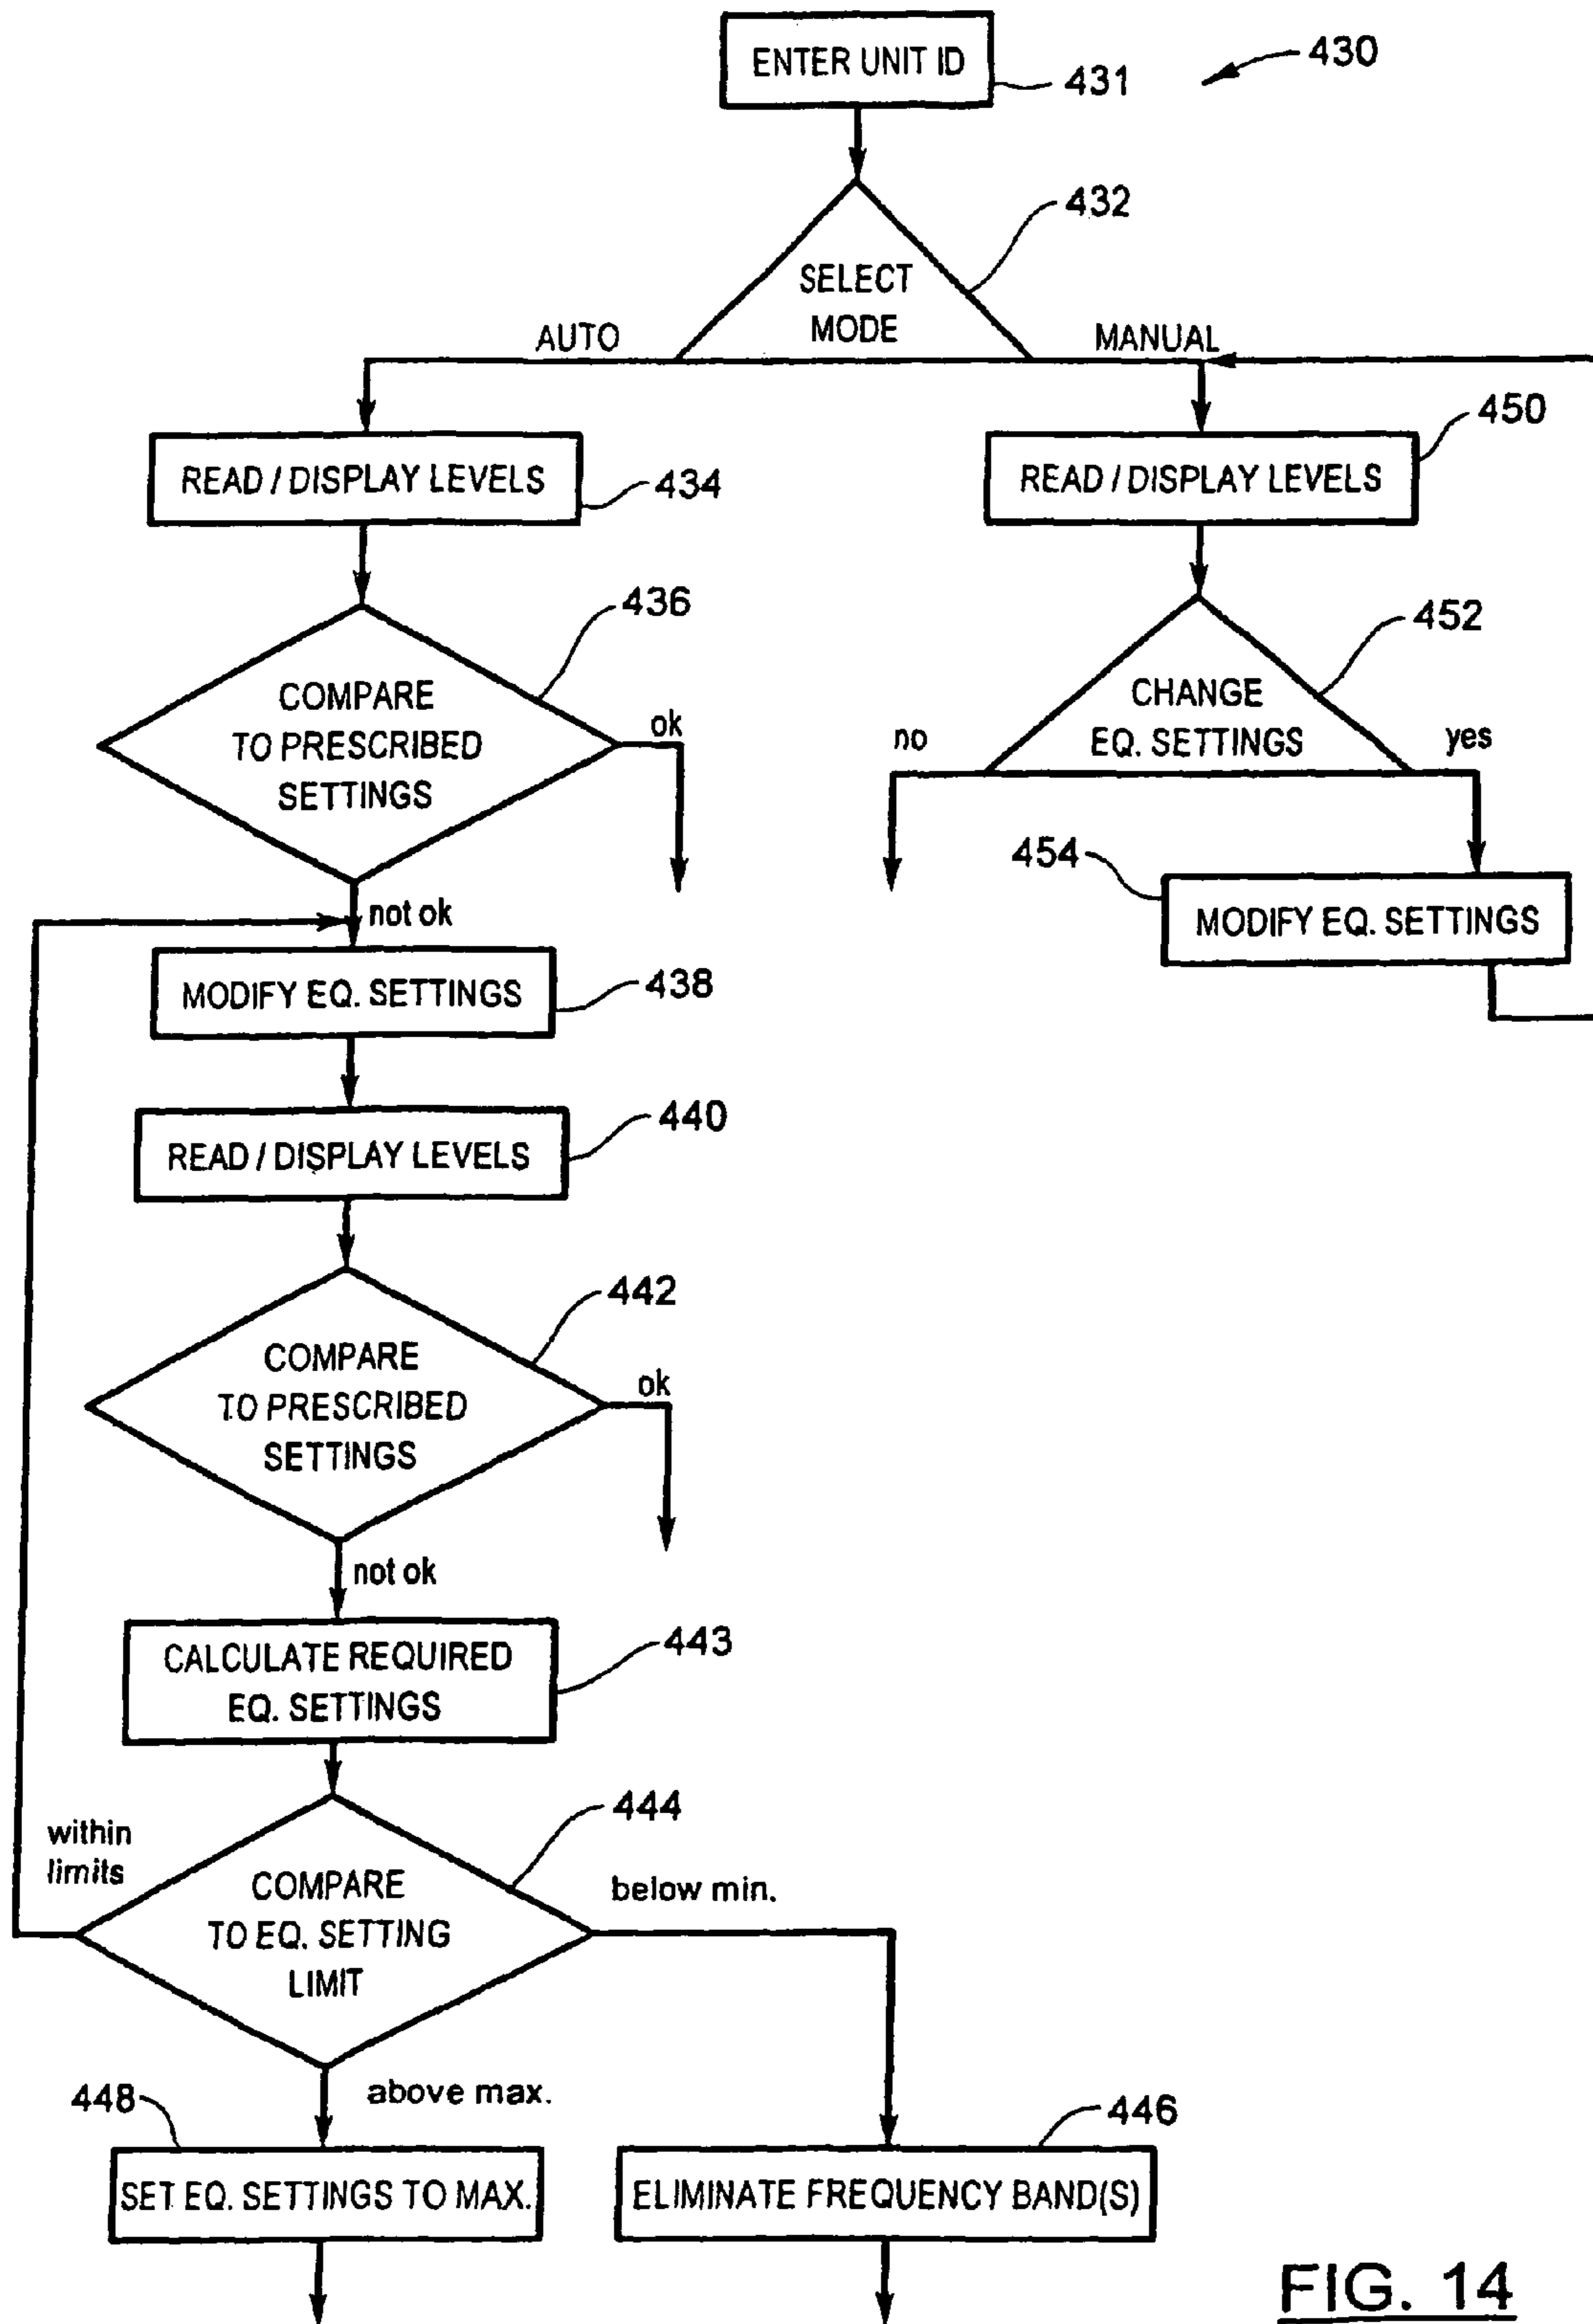 ENTER UNIT ID
431
430
432
SELECT
MODE
AUTO
MANUAL
READ / DISPLAY LEVELS
434
READ / DISPLAY LEVELS
450
436
COMPARE
TO PRESCRIBED
SETTINGS
ok
452
CHANGE
EQ. SETTINGS
no
yes
454
MODIFY EQ. SETTINGS
not ok
MODIFY EQ. SETTINGS
438
READ / DISPLAY LEVELS
440
442
COMPARE
TO PRESCRIBED
SETTINGS
ok
not ok
CALCULATE REQUIRED
EQ. SETTINGS
443
444
within
limits
COMPARE
TO EQ. SETTING
LIMIT
below min.
above max.
448
SET EQ. SETTINGS TO MAX.
446
ELIMINATE FREQUENCY BAND(S)
FIG. 14